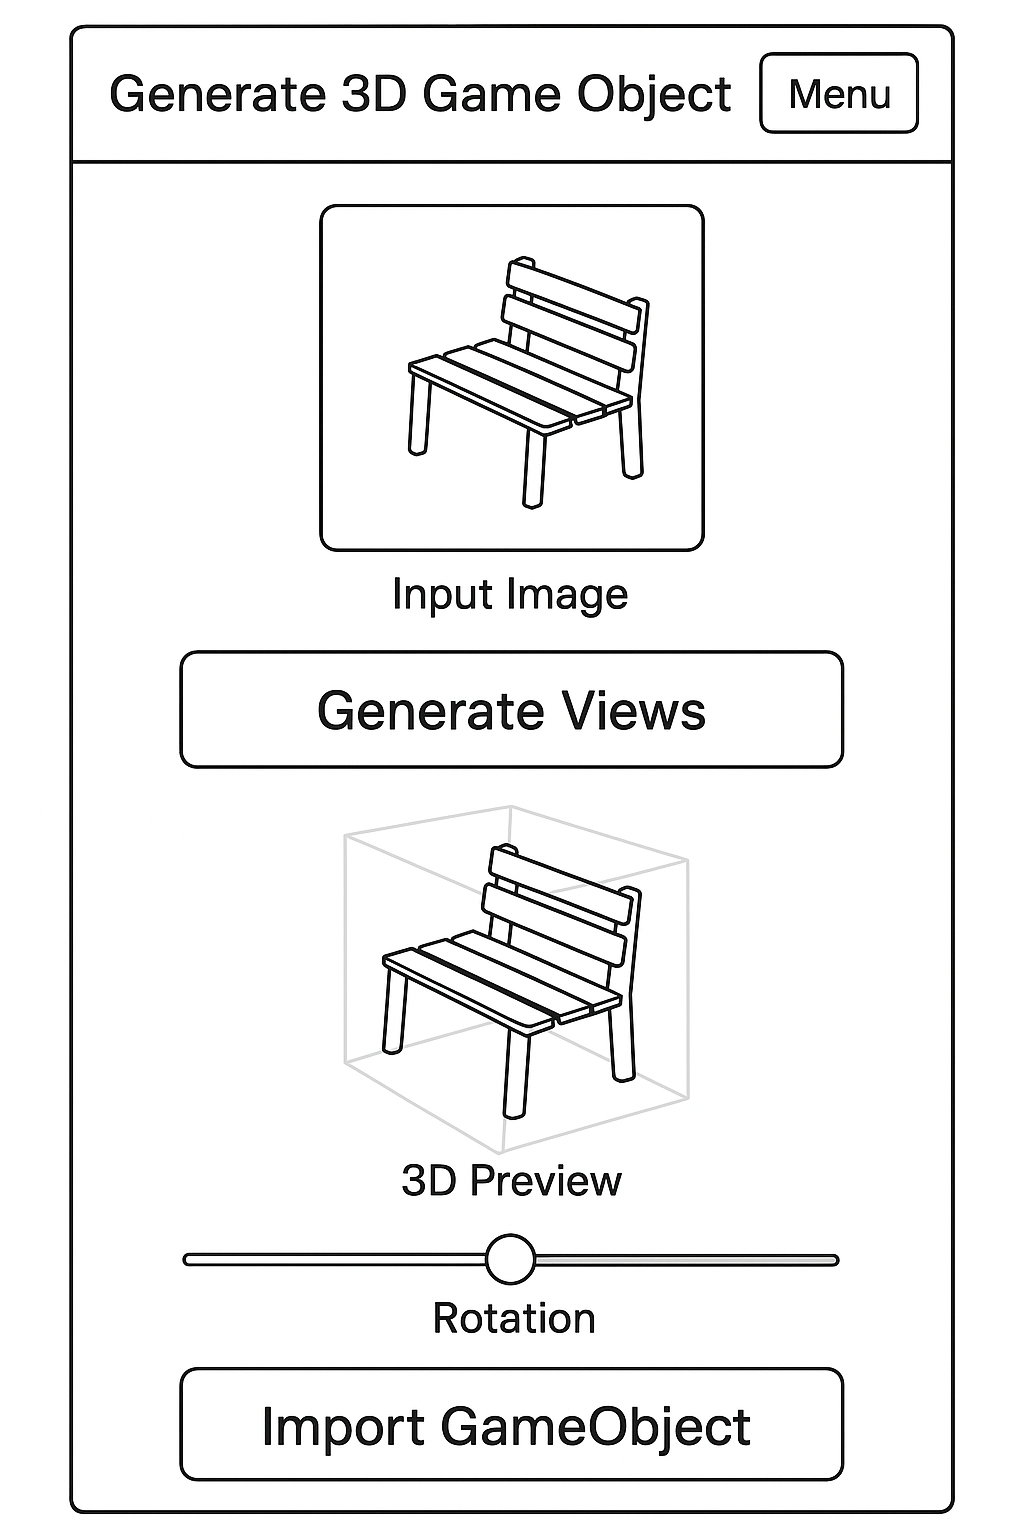 Generate 3D Game Object
Menu
Input Image
Generate Views
3D Preview
Rotation
Import GameObject